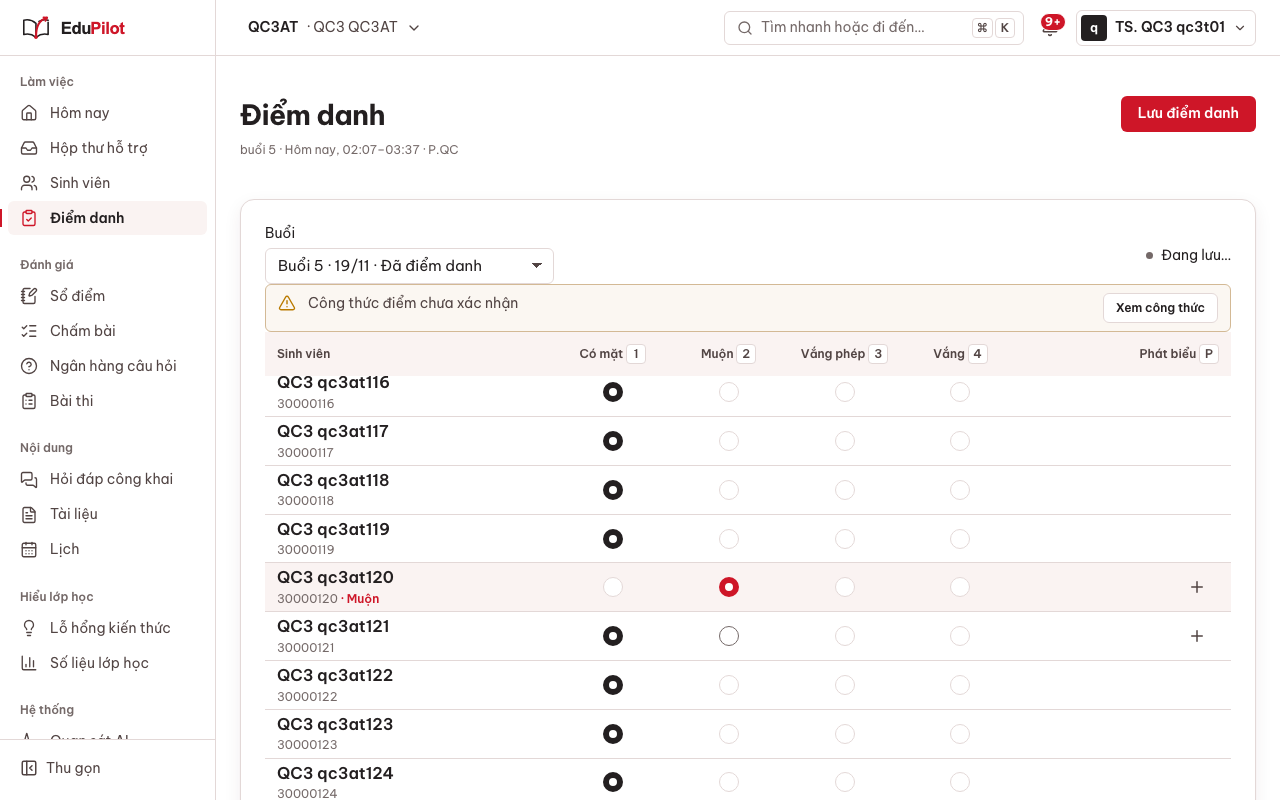 EduPilot
QC3AT · QC3 QC3AT
Tìm nhanh hoặc đi đến... ⌘ K
9+
q TS. QC3 qc3t01
Làm việc
Hôm nay
Hộp thư hỗ trợ
Sinh viên
Điểm danh
Đánh giá
Sổ điểm
Chấm bài
Ngân hàng câu hỏi
Bài thi
Nội dung
Hỏi đáp công khai
Tài liệu
Lịch
Hiểu lớp học
Lỗ hổng kiến thức
Số liệu lớp học
Hệ thống
Quan sát AI
Thu gọn
Điểm danh
Lưu điểm danh
buổi 5 · Hôm nay, 02:07–03:37 · P.QC
Buổi
Buổi 5 · 19/11 · Đã điểm danh
Đang lưu...
Công thức điểm chưa xác nhận
Xem công thức
Sinh viên Có mặt 1 Muộn 2 Vắng phép 3 Vắng 4 Phát biểu P
QC3 qc3at116
30000116
QC3 qc3at117
30000117
QC3 qc3at118
30000118
QC3 qc3at119
30000119
QC3 qc3at120
30000120 · Muộn
QC3 qc3at121
30000121
QC3 qc3at122
30000122
QC3 qc3at123
30000123
QC3 qc3at124
30000124